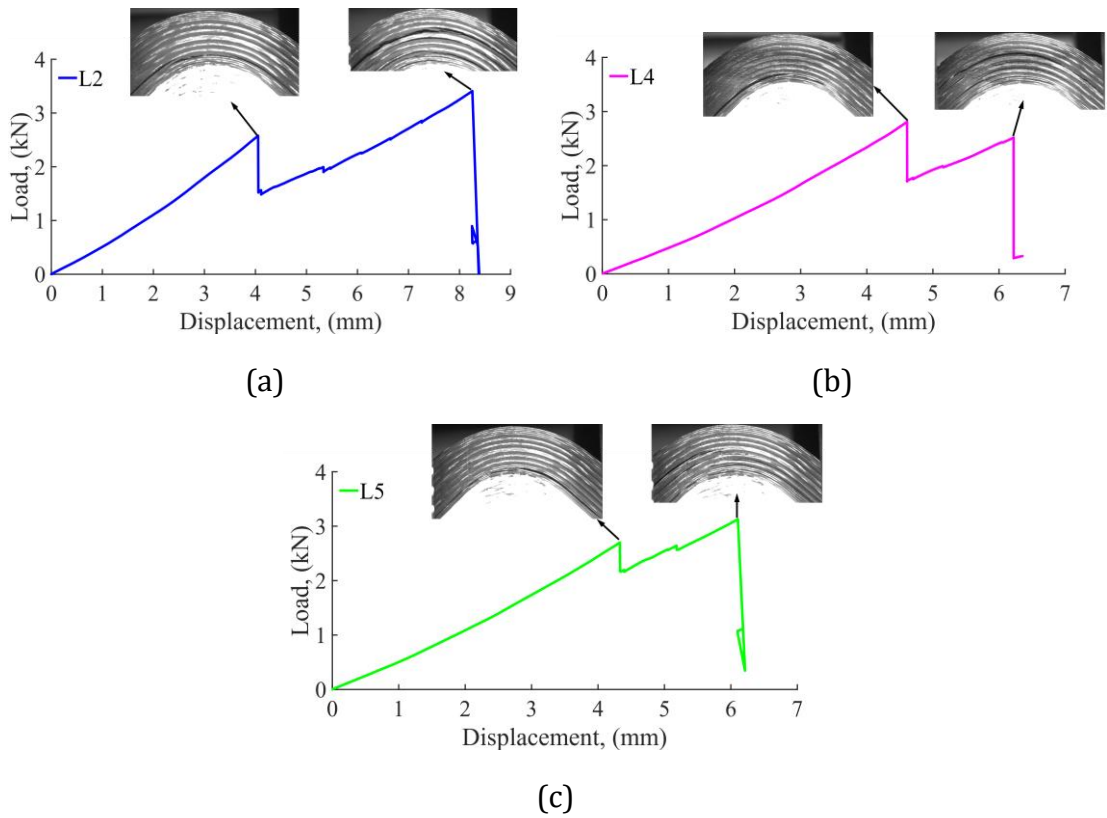 L2
Load, (kN)
4
3
2
1
0
0 1 2 3 4 5 6 7 8 9
Displacement, (mm)
(a)
L4
Load, (kN)
4
3
2
1
0
0 1 2 3 4 5 6 7
Displacement, (mm)
(b)
L5
Load, (kN)
4
3
2
1
0
0 1 2 3 4 5 6 7
Displacement, (mm)
(c)